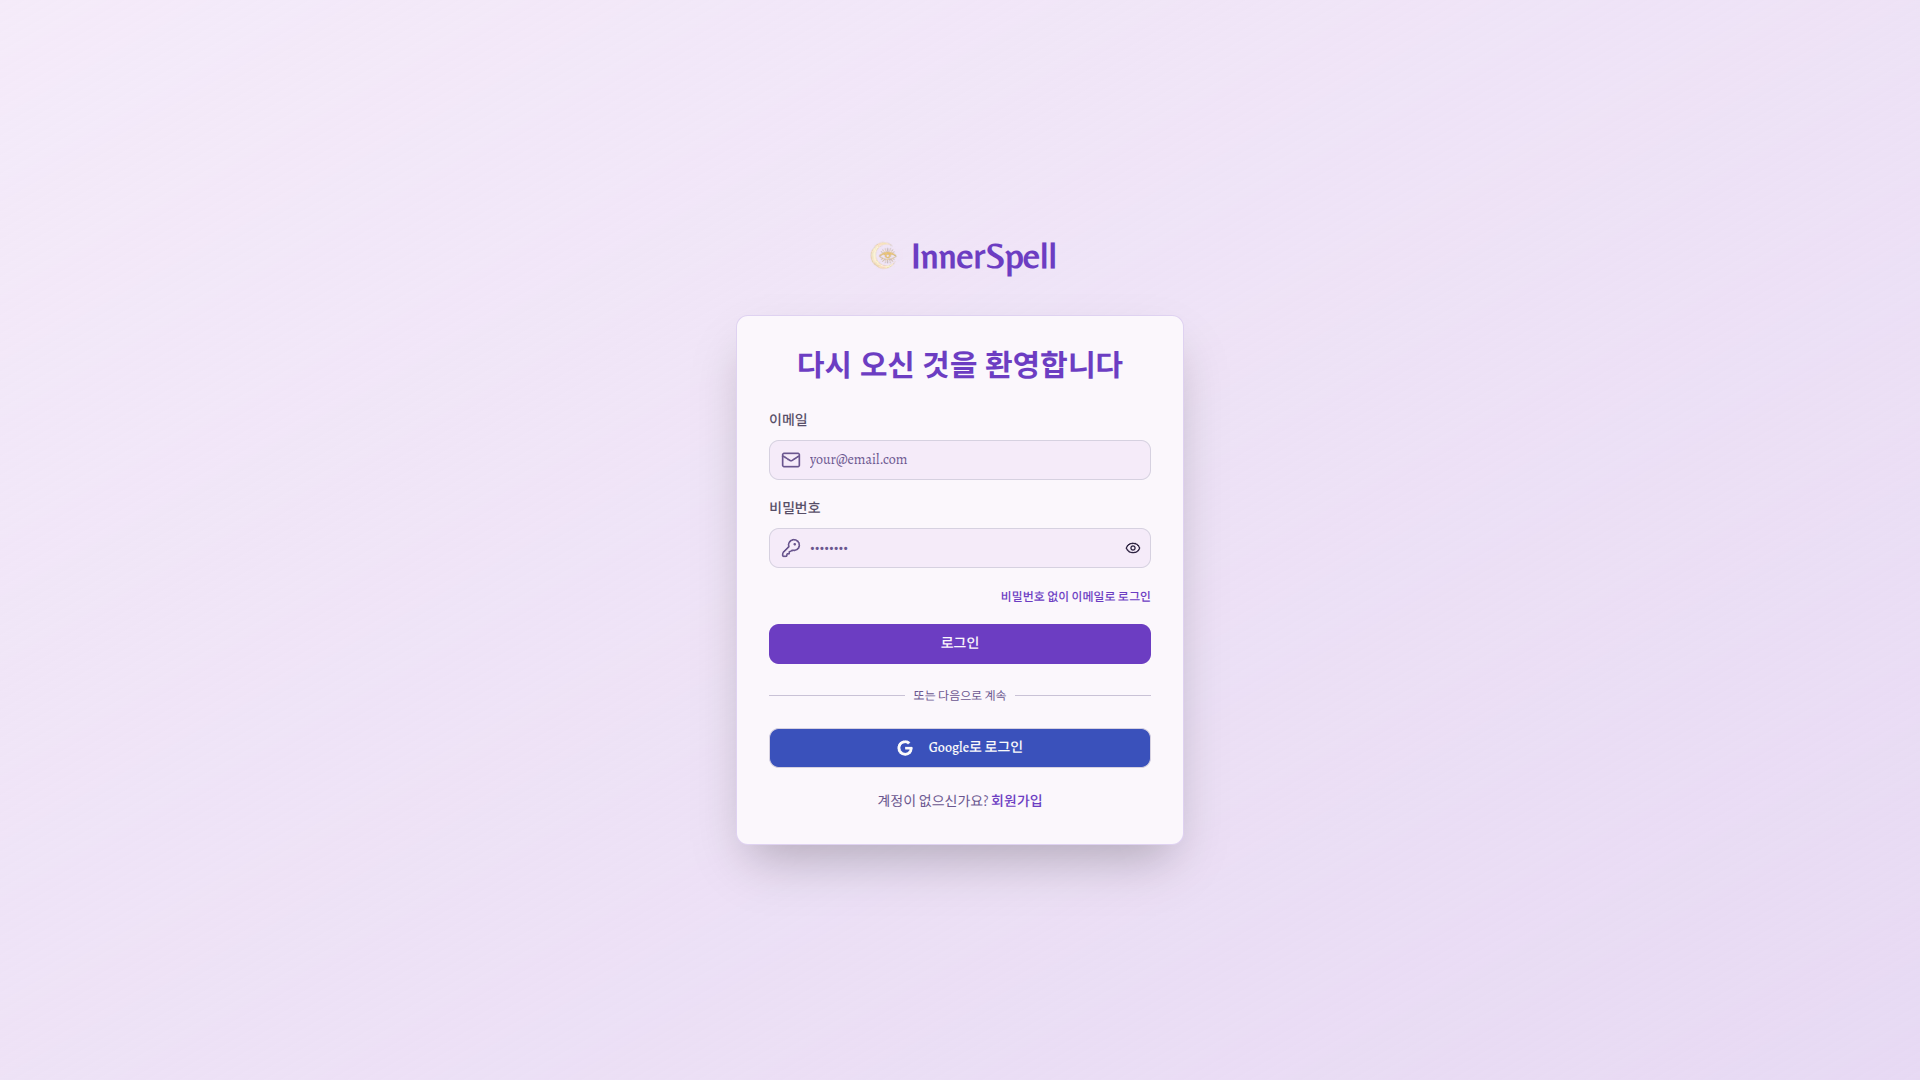 InnerSpell
다시 오신 것을 환영합니다
이메일
your@email.com
비밀번호
••••••••
비밀번호 없이 이메일로 로그인
로그인
또는 다음으로 계속
Google로 로그인
계정이 없으신가요? 회원가입